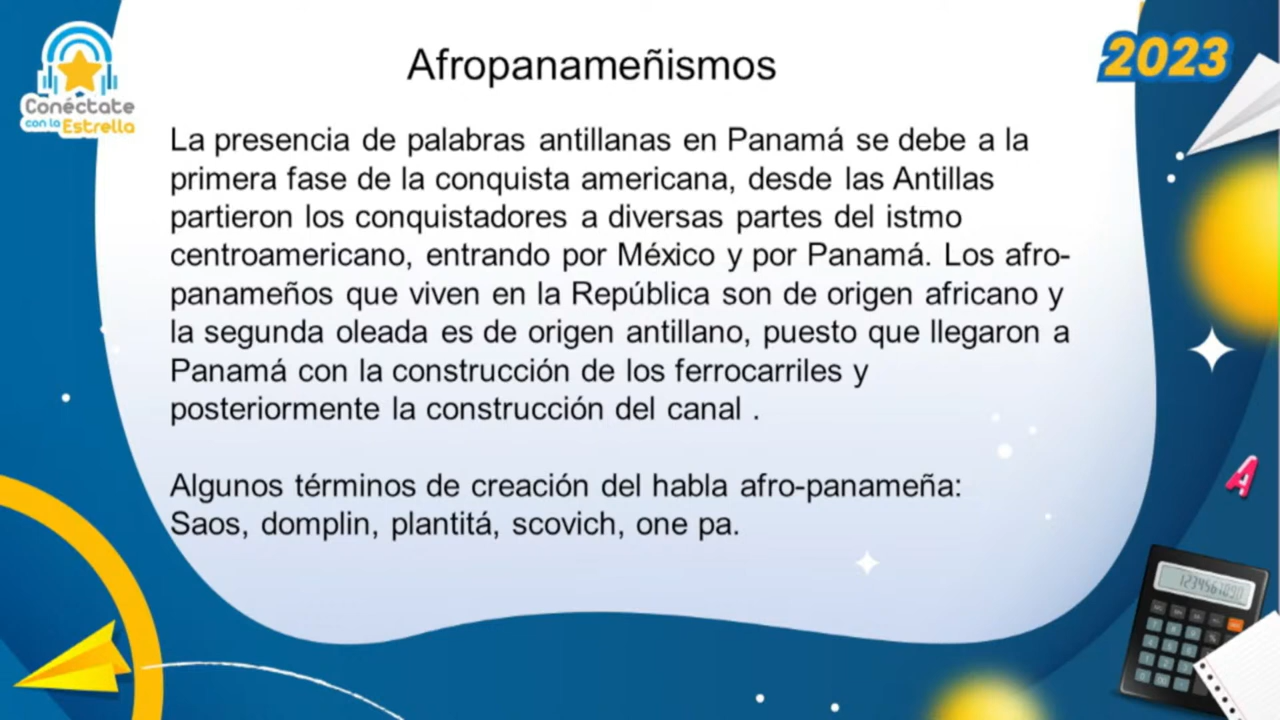 Conéctate
con la Estrella
Afropanameñismos
2023
La presencia de palabras antillanas en Panamá se debe a la
primera fase de la conquista americana, desde las Antillas
partieron los conquistadores a diversas partes del istmo
centroamericano, entrando por México y por Panamá. Los afro-
panameños que viven en la República son de origen africano y
la segunda oleada es de origen antillano, puesto que llegaron a
Panamá con la construcción de los ferrocarriles y
posteriormente la construcción del canal .
Algunos términos de creación del habla afro-panameña:
Saos, domplin, plantitá, scovich, one pa.
A
1234567890